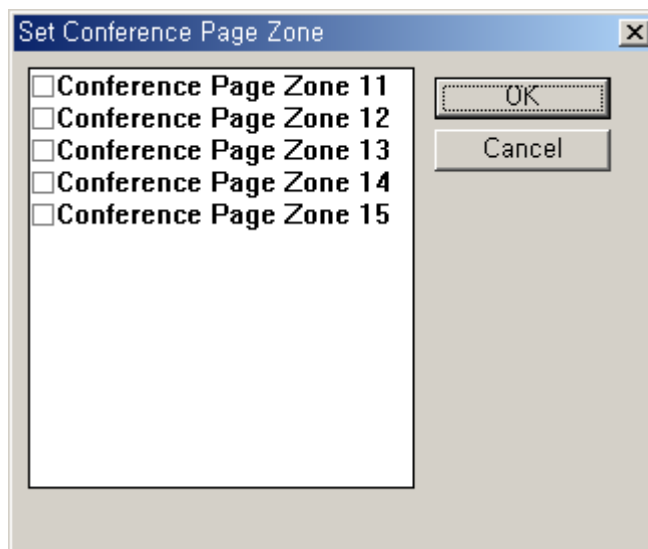 Set Conference Page Zone
Conference Page Zone 11
Conference Page Zone 12
Conference Page Zone 13
Conference Page Zone 14
Conference Page Zone 15
OK
Cancel